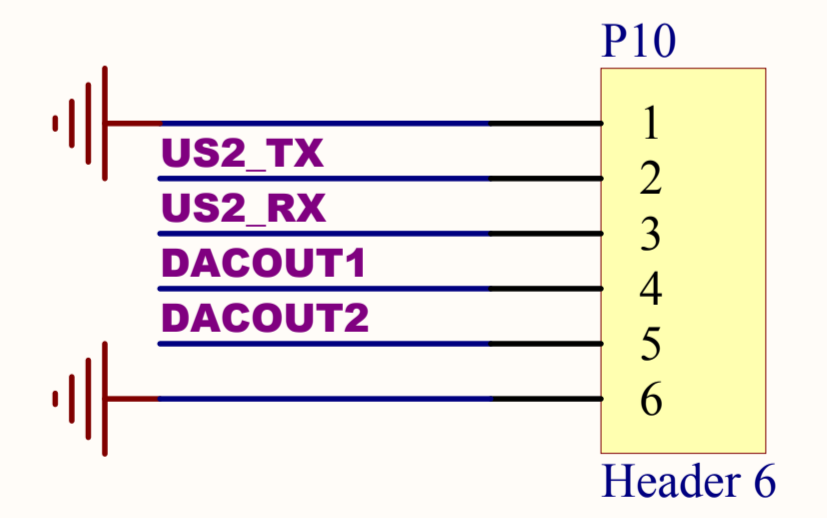 P10
1
US2_TX
2
US2_RX
3
DACOUT1
4
DACOUT2
5
6
Header 6